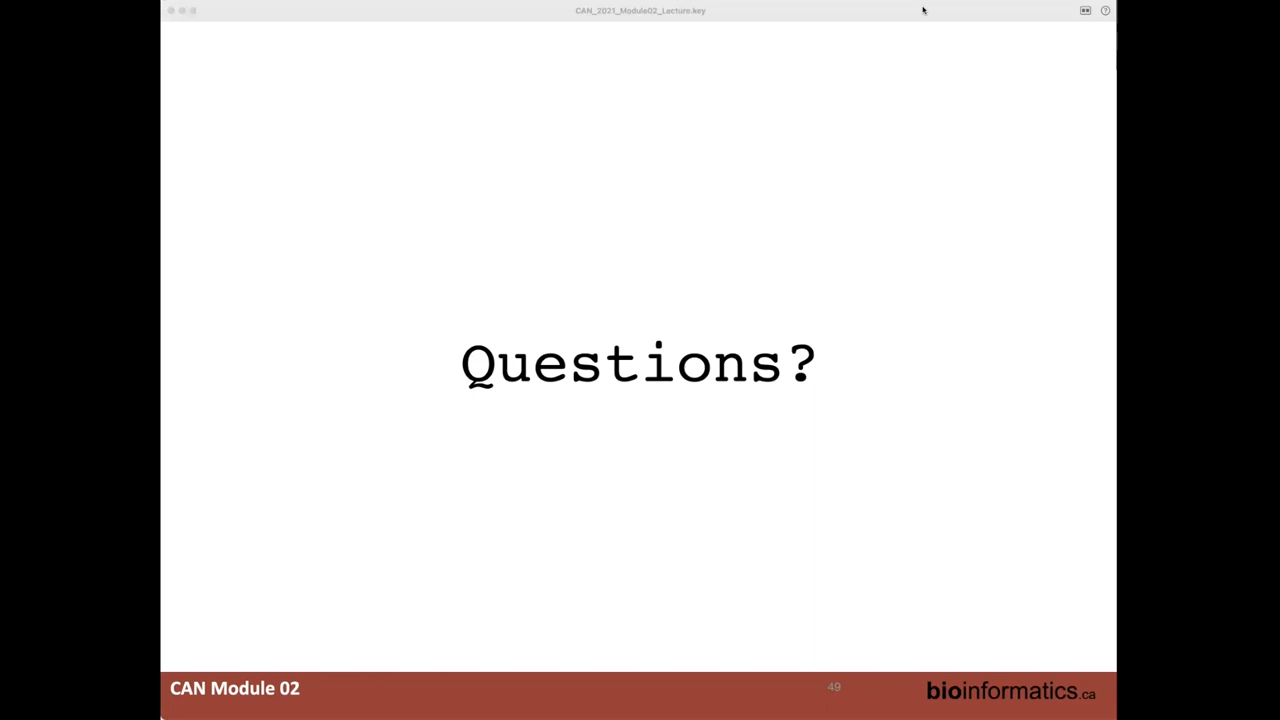 CAN_2021_Module02_Lecture.key
Questions?
CAN Module 02
49
bioinformatics.ca